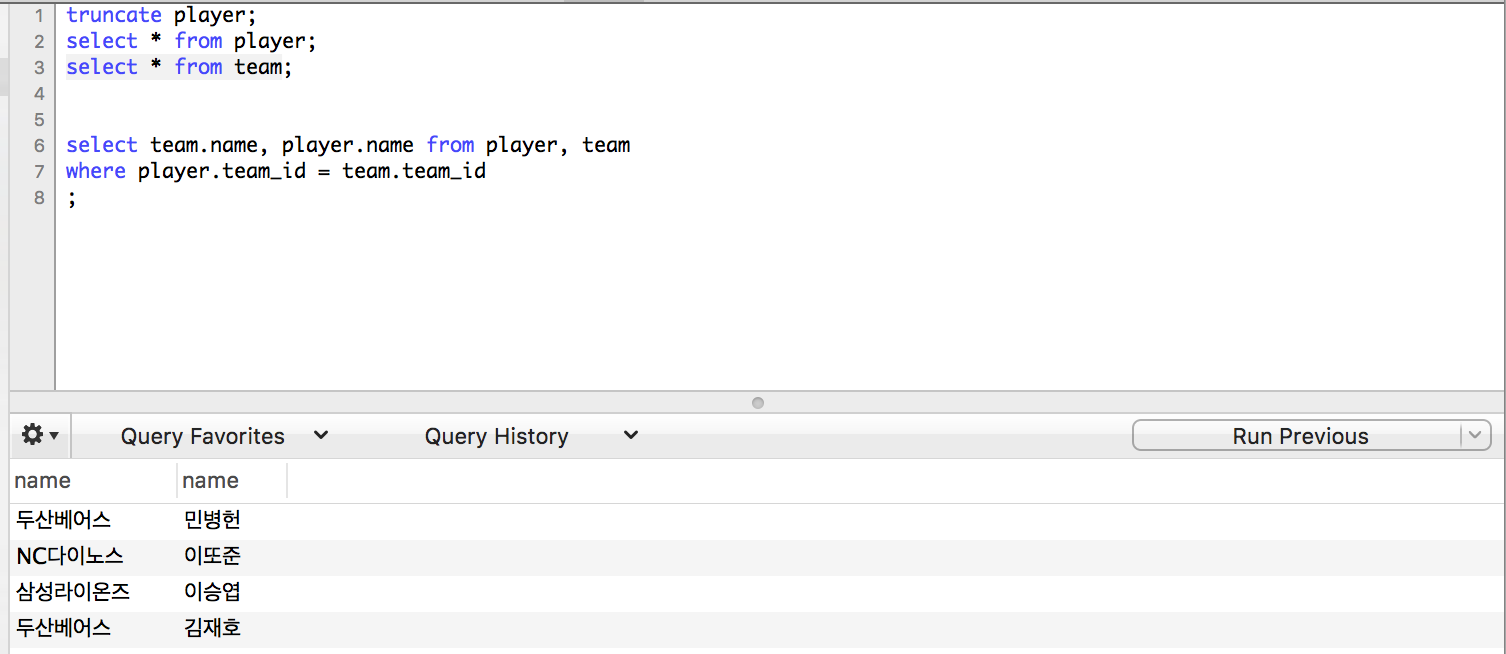 1 truncate player;
2 select * from player;
3 select * from team;
4
5
6 select team.name, player.name from player, team
7 where player.team_id = team.team_id
8 ;
Query Favorites Query History Run Previous
name name
두산베어스 민병헌
NC다이노스 이또준
삼성라이온즈 이승엽
두산베어스 김재호